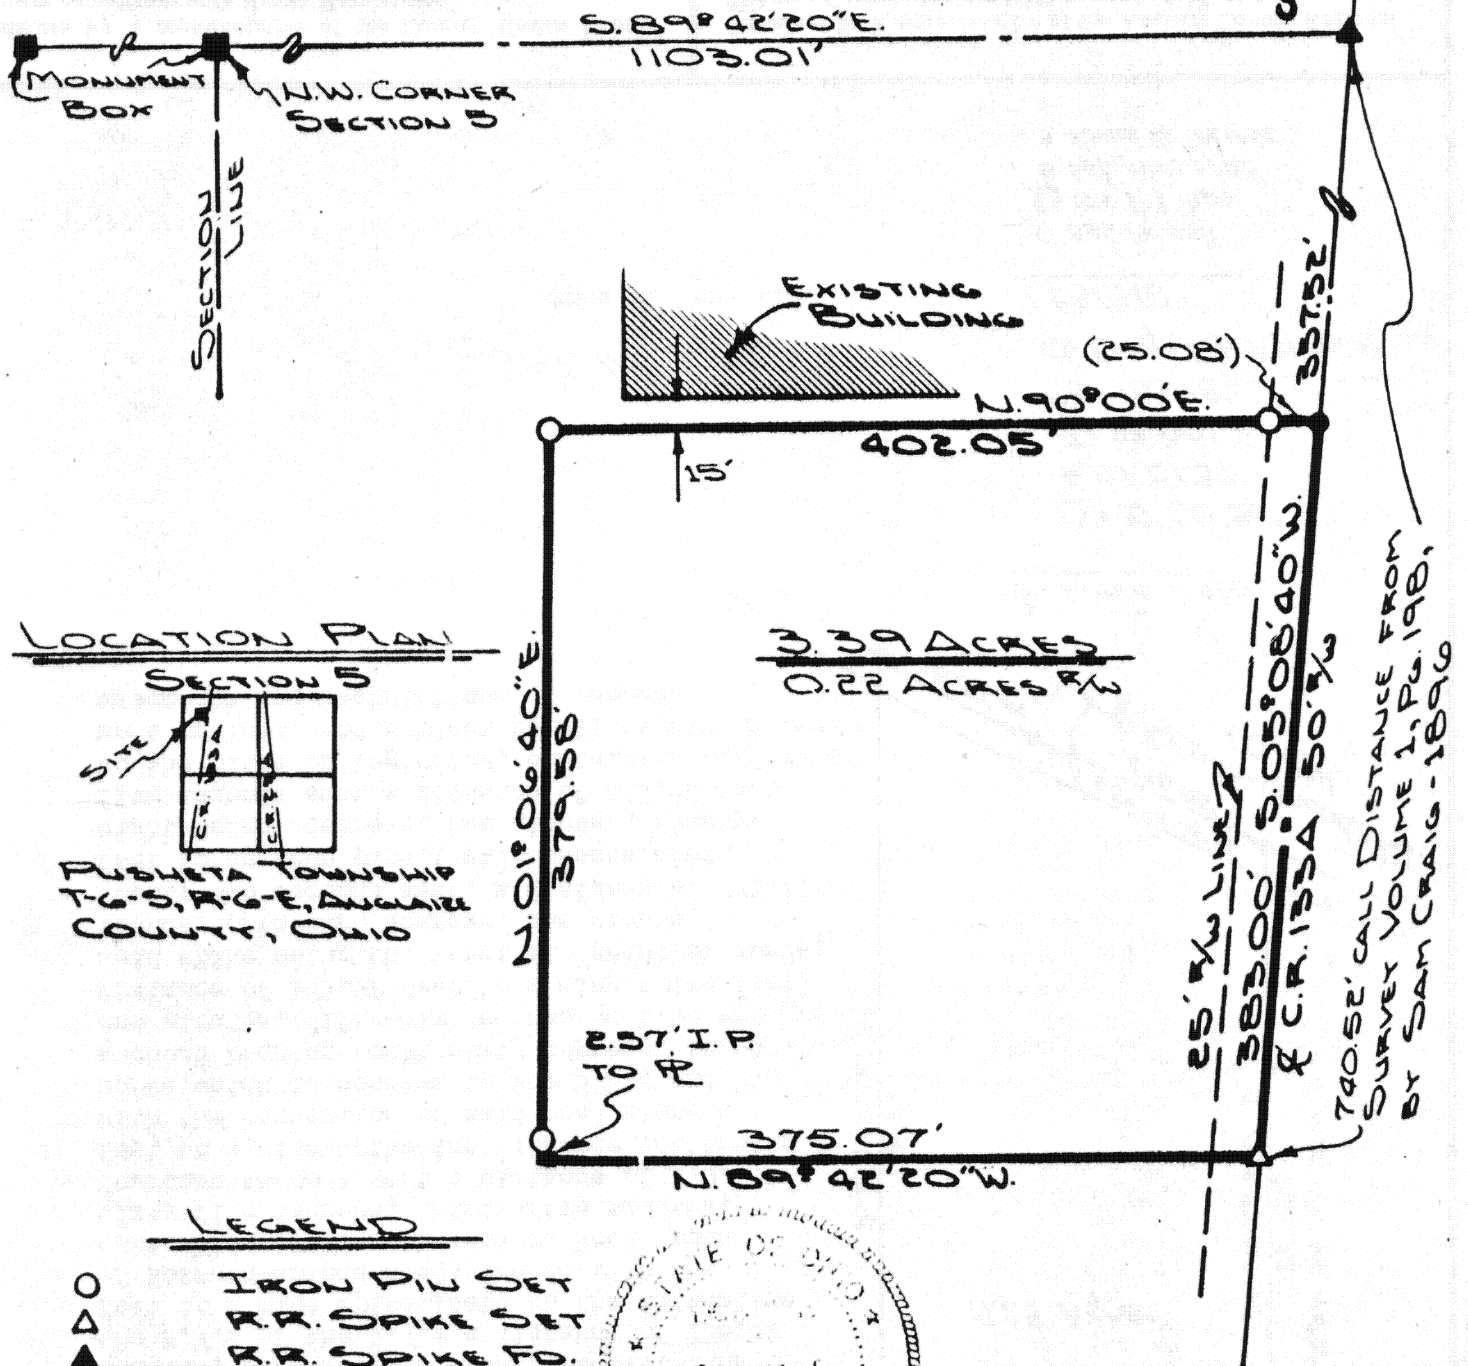 S. 89° 42'20"E.
1103.01'
MONUMENT
BOX
N.W. CORNER
SECTION 5
SECTION
LINE
EXISTING
BUILDING
(25.08')
357.52'
N. 90° 00' E.
402.05'
15'
LOCATION PLAN
SECTION 5
SITE
C.R. 133A
PUSHETA TOWNSHIP
T-6-S, R-6-E, AUGLAIZE
COUNTY, OHIO
N. 01° 06' 40" E.
379.58'
3.39 ACRES
0.22 ACRES R/W
25' R/W LINE
383.00' S. 05° 08' 40" W.
℄ C.R. 133A 50' R/W
740.52' CALL DISTANCE FROM
SURVEY VOLUME 1, PG. 198,
BY SAM CRAIG - 1896
2.57' I.P.
TO ⅊
375.07'
N. 89° 42' 20" W.
LEGEND
IRON PIN SET
R.R. SPIKE SET
R.R. SPIKE FD.
STATE OF OHIO